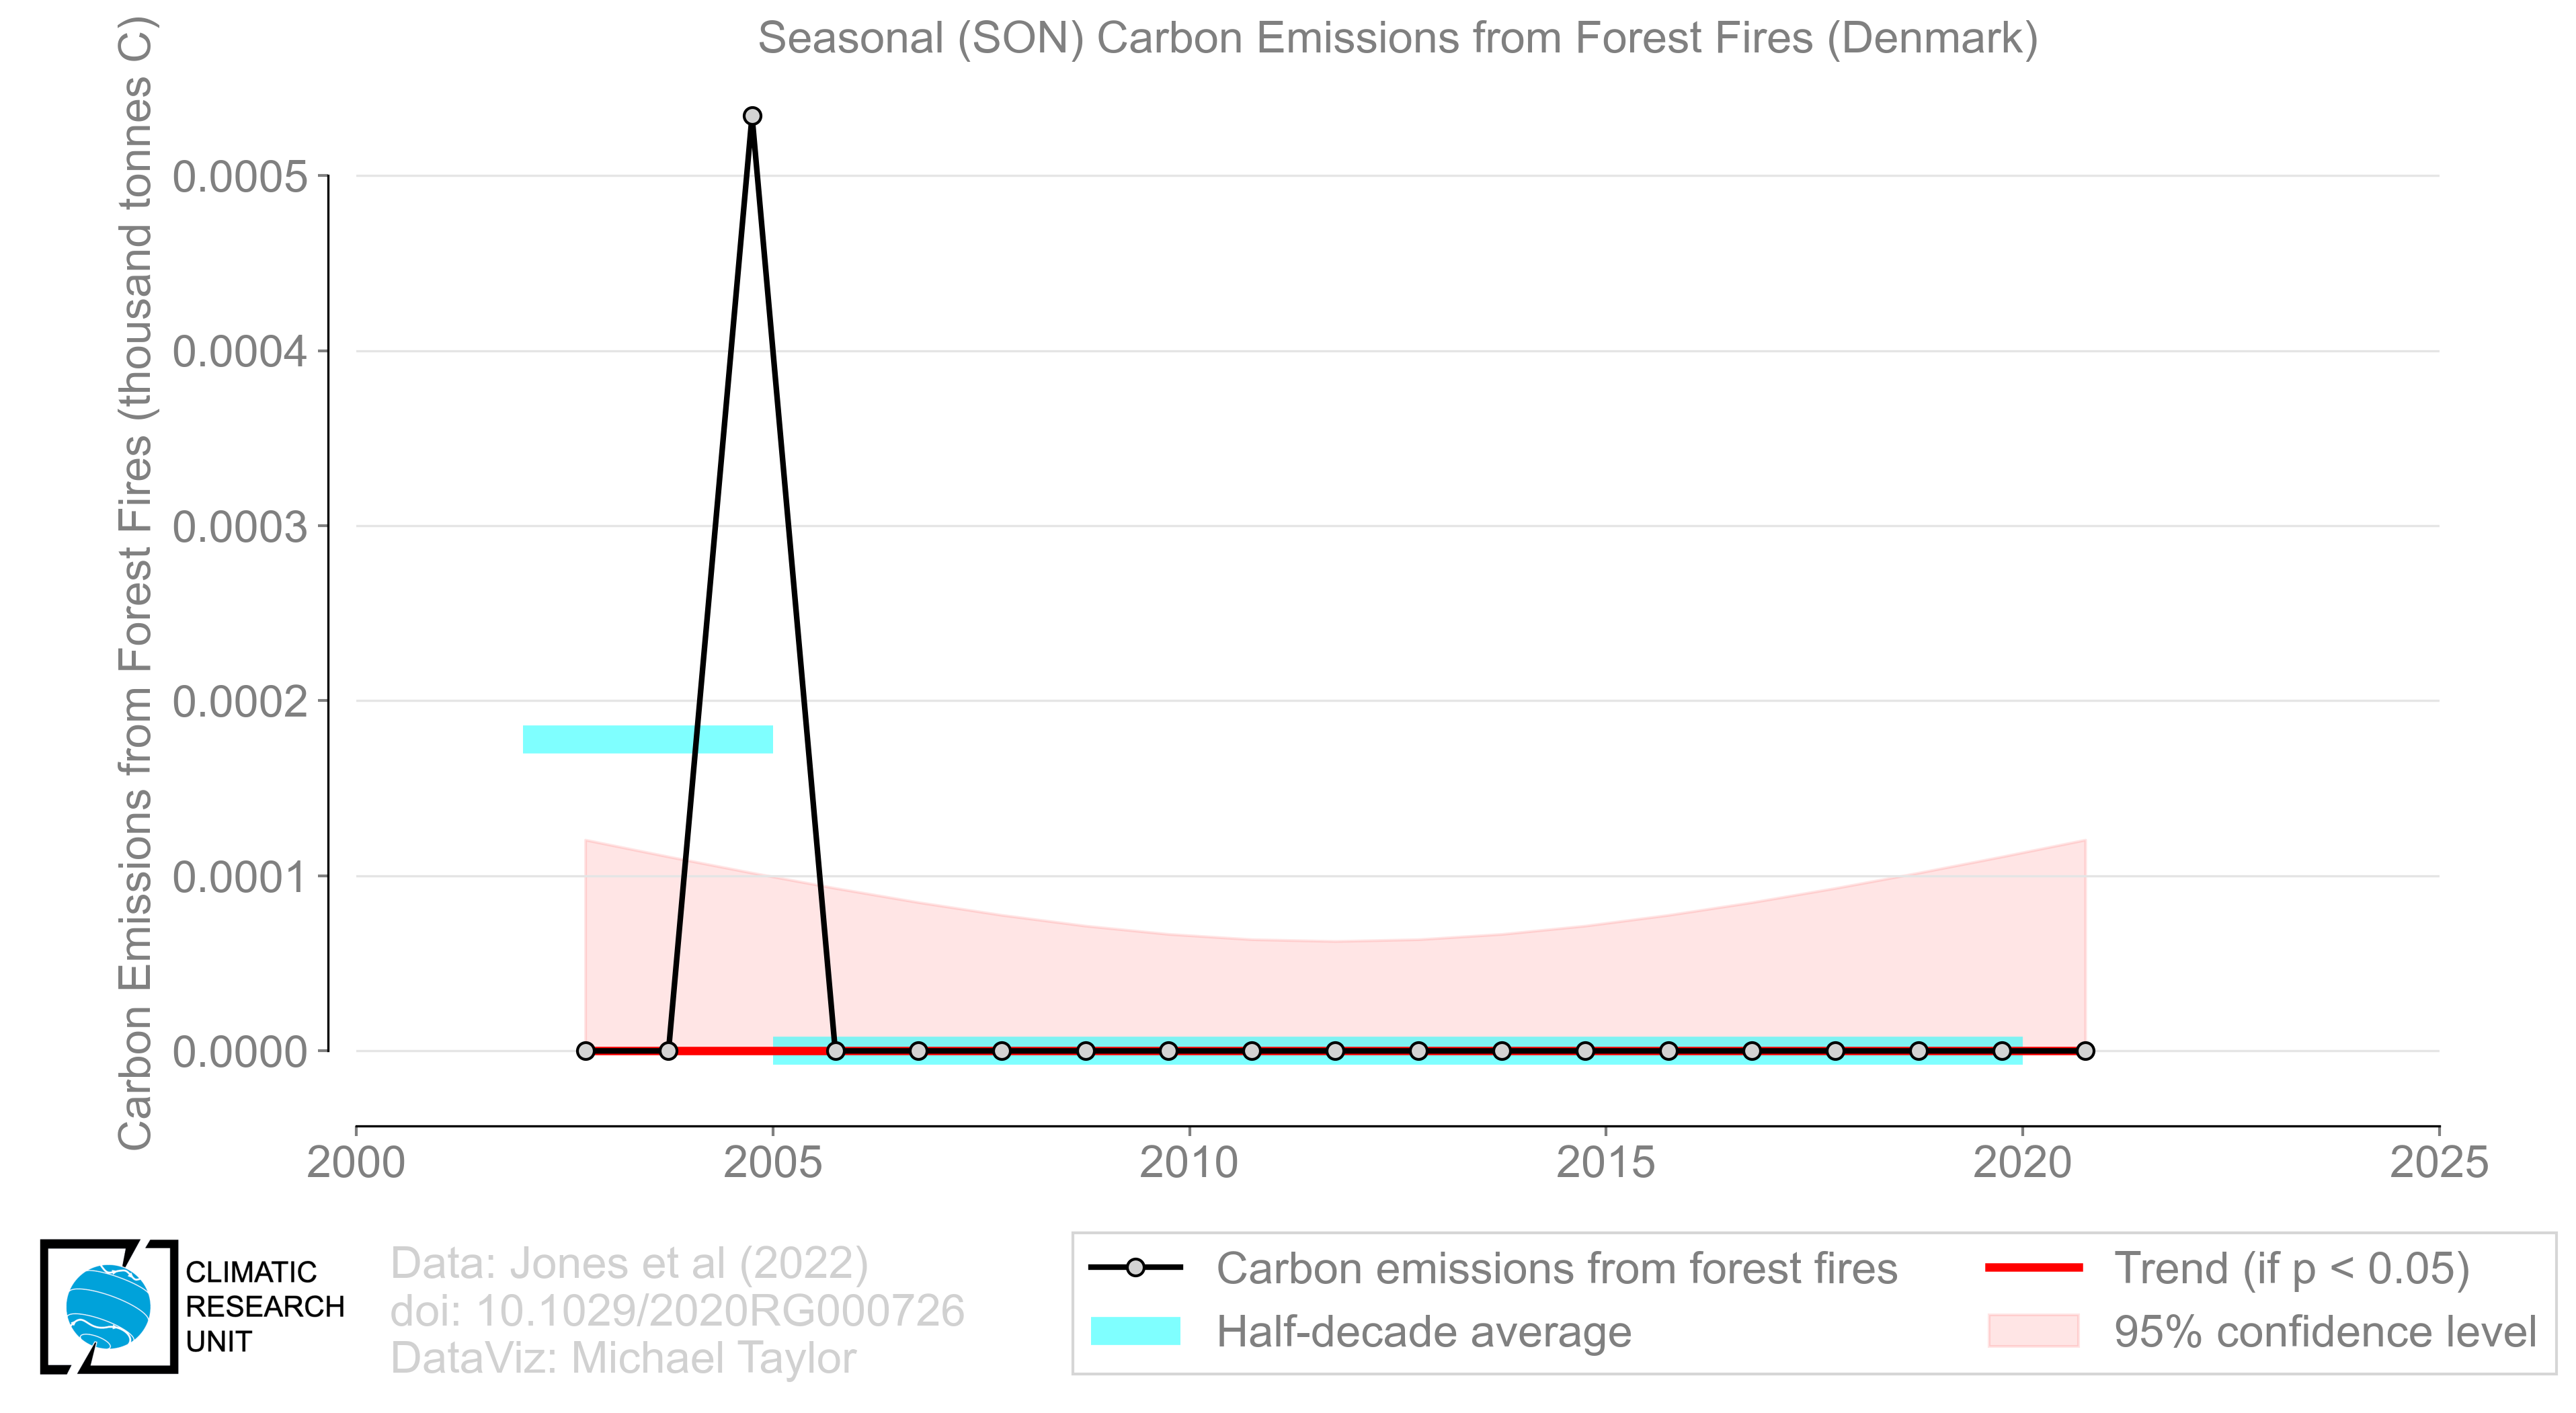 Seasonal (SON) Carbon Emissions from Forest Fires (Denmark)
Carbon Emissions from Forest Fires (thousand tonnes C)
0.0005
0.0004
0.0003
0.0002
0.0001
0.0000
2000 2005 2010 2015 2020 2025
CLIMATIC
RESEARCH
UNIT
Data: Jones et al (2022)
doi: 10.1029/2020RG000726
DataViz: Michael Taylor
Carbon emissions from forest fires
Half-decade average
Trend (if p < 0.05)
95% confidence level